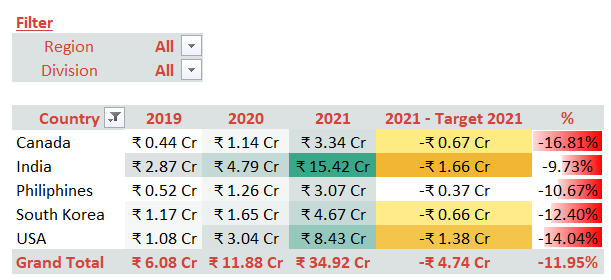 Filter
Region All
Division All
Country 2019 2020 2021 2021 - Target 2021 %
Canada ₹ 0.44 Cr ₹ 1.14 Cr ₹ 3.34 Cr -₹ 0.67 Cr -16.81%
India ₹ 2.87 Cr ₹ 4.79 Cr ₹ 15.42 Cr -₹ 1.66 Cr -9.73%
Philiphines ₹ 0.52 Cr ₹ 1.26 Cr ₹ 3.07 Cr -₹ 0.37 Cr -10.67%
South Korea ₹ 1.17 Cr ₹ 1.65 Cr ₹ 4.67 Cr -₹ 0.66 Cr -12.40%
USA ₹ 1.08 Cr ₹ 3.04 Cr ₹ 8.43 Cr -₹ 1.38 Cr -14.04%
Grand Total ₹ 6.08 Cr ₹ 11.88 Cr ₹ 34.92 Cr -₹ 4.74 Cr -11.95%